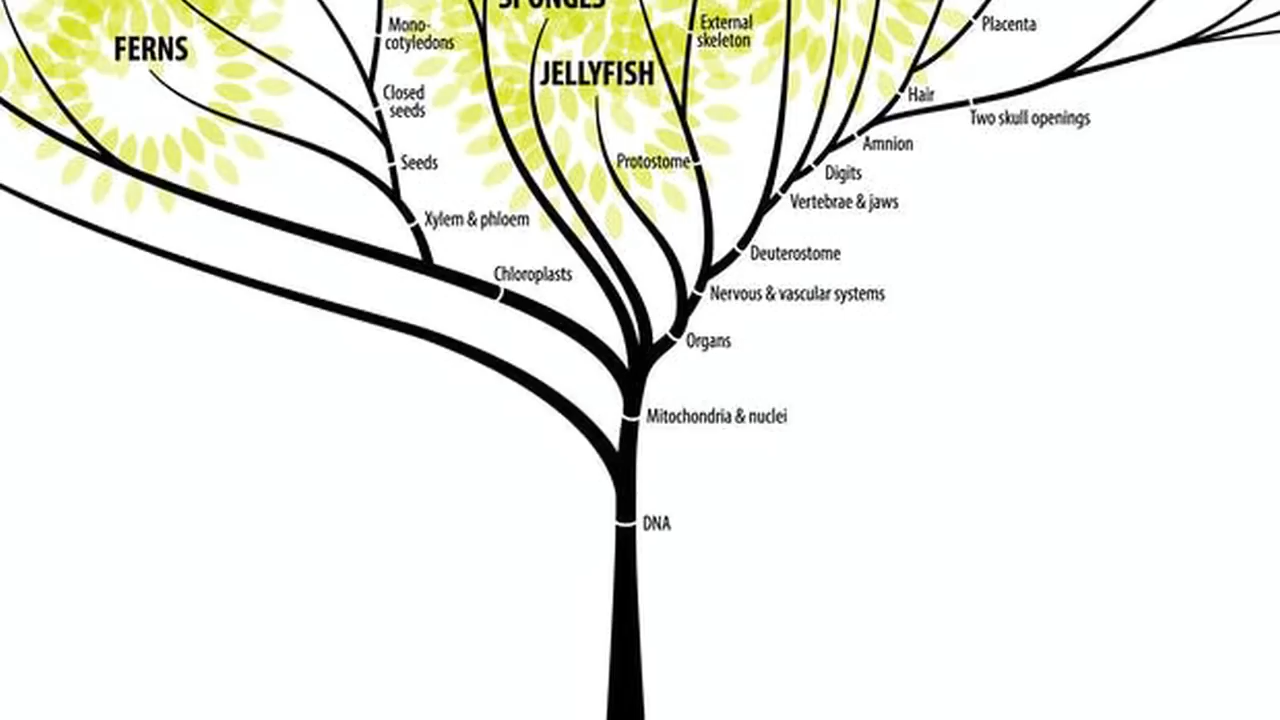 SPONGES
Mono-
cotyledons
External
skeleton
Placenta
FERNS
JELLYFISH
Closed
seeds
Hair
Two skull openings
Amnion
Seeds
Protostome
Digits
Vertebrae & jaws
Xylem & phloem
Deuterostome
Chloroplasts
Nervous & vascular systems
Organs
Mitochondria & nuclei
DNA